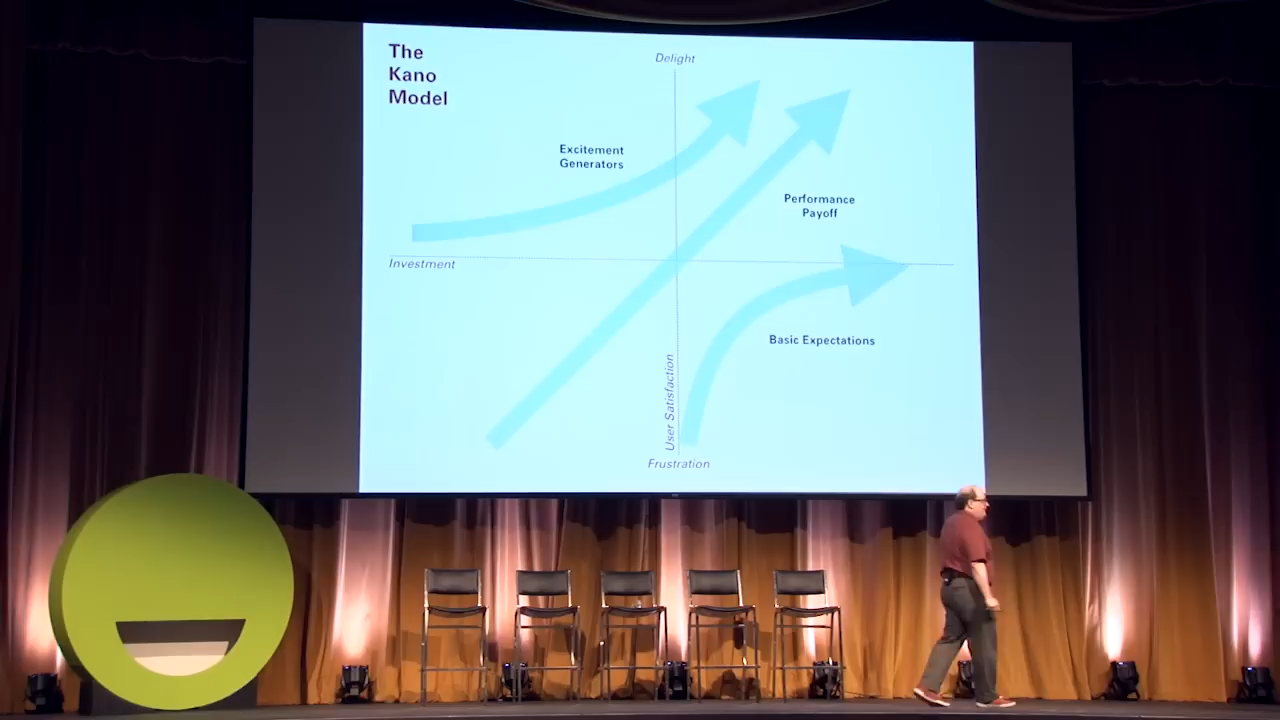 The
Kano
Model
Delight
Excitement
Generators
Performance
Payoff
Investment
Basic Expectations
User Satisfaction
Frustration